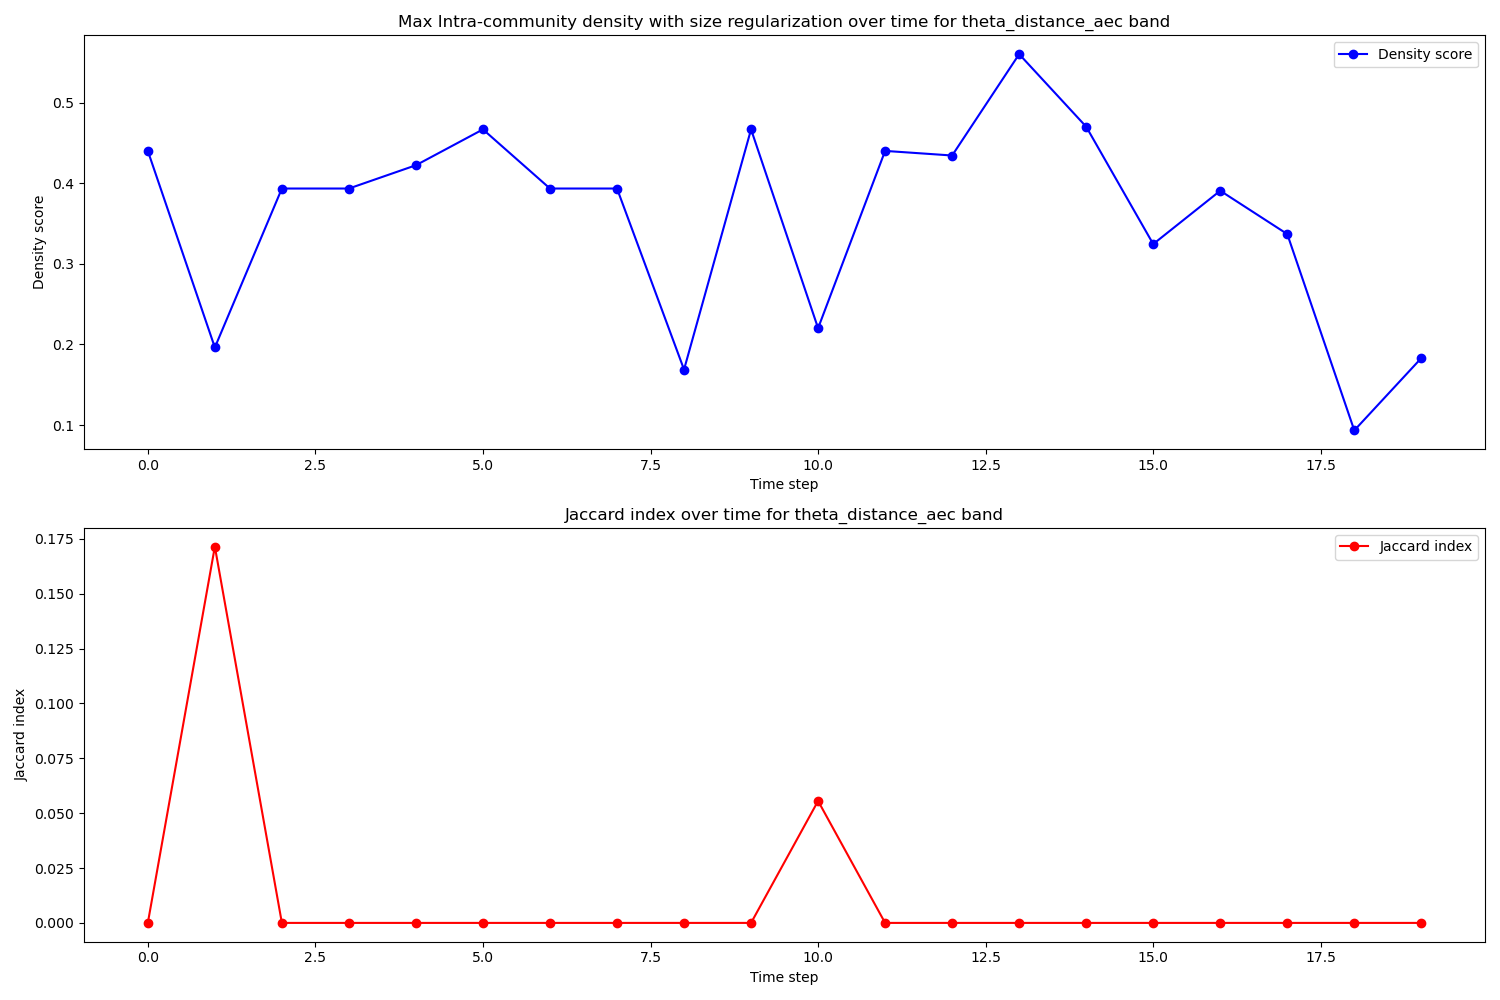 Max Intra-community density with size regularization over time for theta_distance_aec band
Density score
Density score
0.5
0.4
0.3
0.2
0.1
0.0 2.5 5.0 7.5 10.0 12.5 15.0 17.5
Time step
Jaccard index over time for theta_distance_aec band
Jaccard index
Jaccard index
0.175
0.150
0.125
0.100
0.075
0.050
0.025
0.000
0.0 2.5 5.0 7.5 10.0 12.5 15.0 17.5
Time step